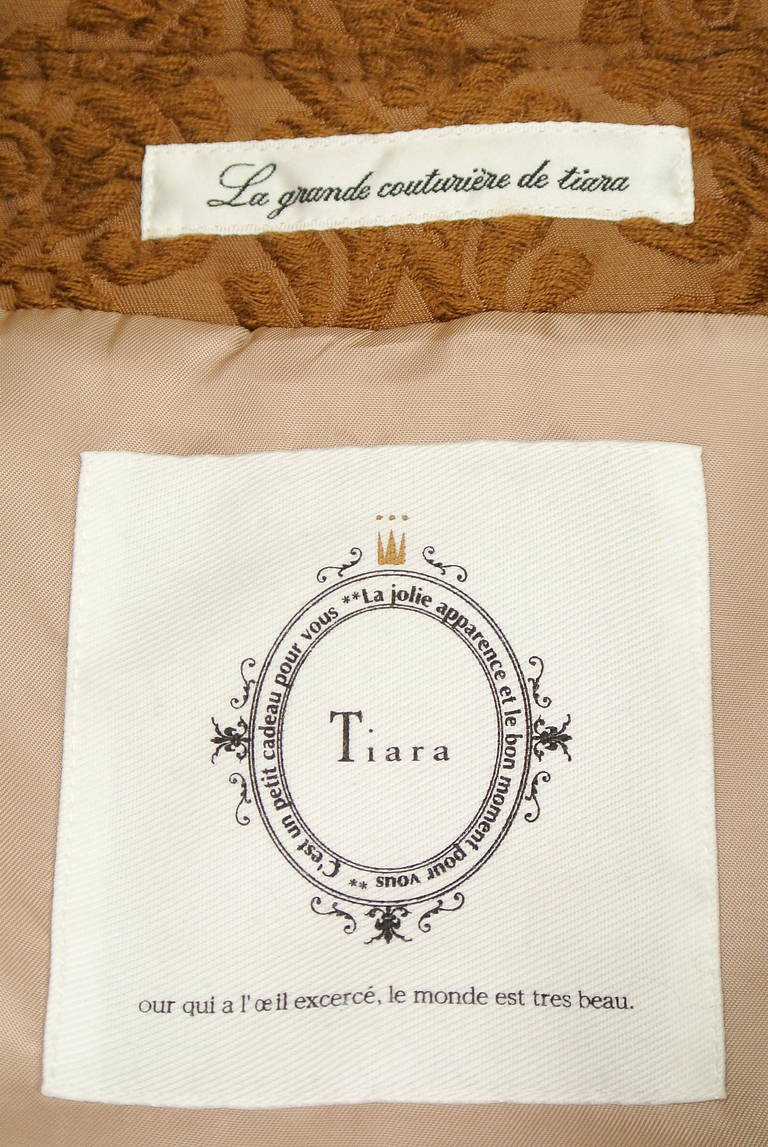 La grande couturière de tiara
**La jolie apparence et le bon moment pour vous ** C'est un petit cadeau pour vous
Tiara
our qui a l'œil excercé, le monde est tres beau.